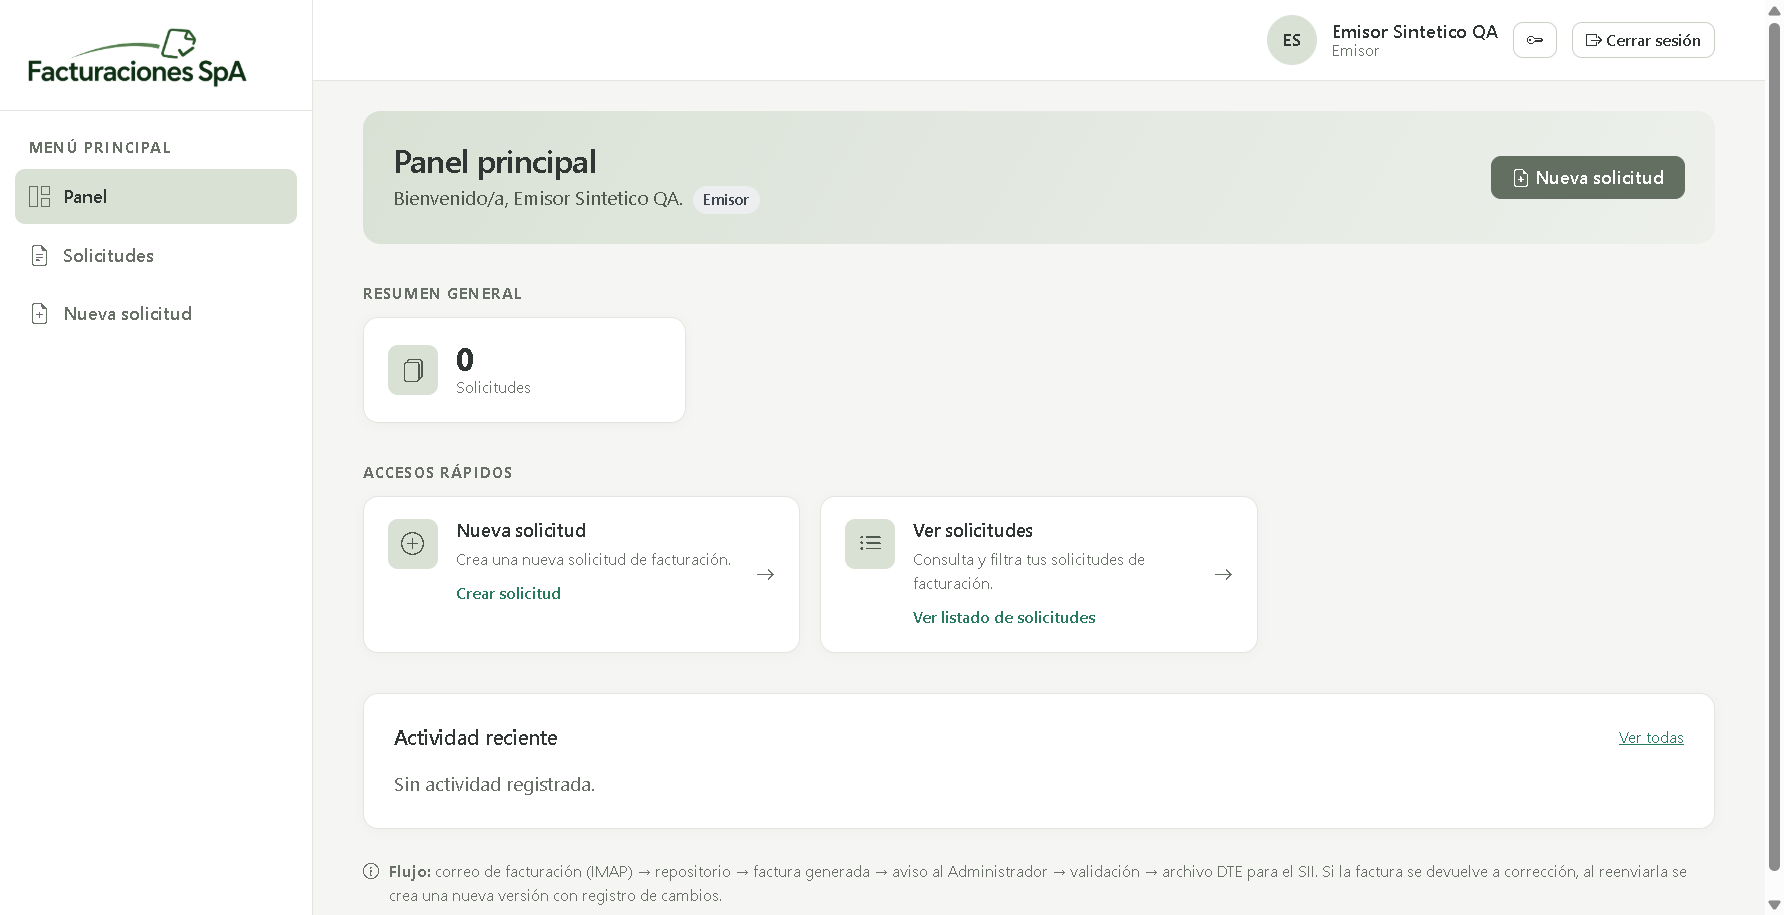 Facturaciones SpA
ES
Emisor Sintetico QA
Emisor
Cerrar sesión
MENÚ PRINCIPAL
Panel
Solicitudes
Nueva solicitud
Panel principal
Bienvenido/a, Emisor Sintetico QA. Emisor
Nueva solicitud
RESUMEN GENERAL
0
Solicitudes
ACCESOS RÁPIDOS
Nueva solicitud
Crea una nueva solicitud de facturación.
Crear solicitud
Ver solicitudes
Consulta y filtra tus solicitudes de
facturación.
Ver listado de solicitudes
Actividad reciente
Ver todas
Sin actividad registrada.
Flujo: correo de facturación (IMAP) → repositorio → factura generada → aviso al Administrador → validación → archivo DTE para el SII. Si la factura se devuelve a corrección, al reenviarla se
crea una nueva versión con registro de cambios.